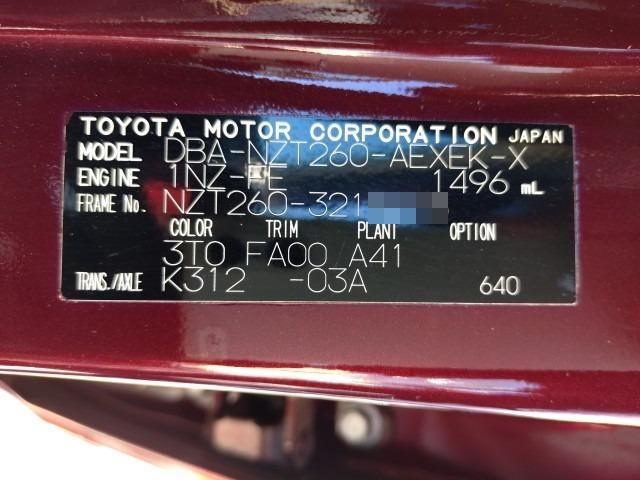 TOYOTA MOTOR CORPORATION JAPAN
MODEL DBA-NZT260-AEXEK-X
ENGINE 1NZ-FE 1496 mL
FRAME No. NZT260-321
COLOR TRIM PLANT OPTION
3T0 FA00 A41
TRANS./AXLE K312 -03A 640